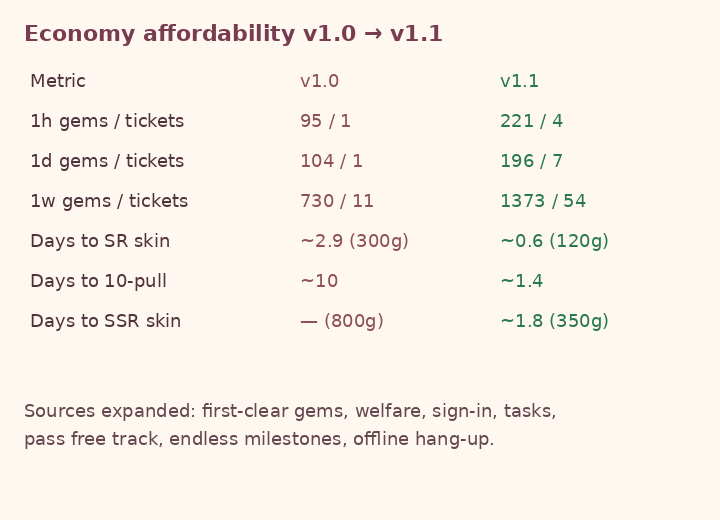 Economy affordability v1.0 → v1.1
Metric v1.0 v1.1
1h gems / tickets 95 / 1 221 / 4
1d gems / tickets 104 / 1 196 / 7
1w gems / tickets 730 / 11 1373 / 54
Days to SR skin ~2.9 (300g) ~0.6 (120g)
Days to 10-pull ~10 ~1.4
Days to SSR skin — (800g) ~1.8 (350g)
Sources expanded: first-clear gems, welfare, sign-in, tasks,
pass free track, endless milestones, offline hang-up.